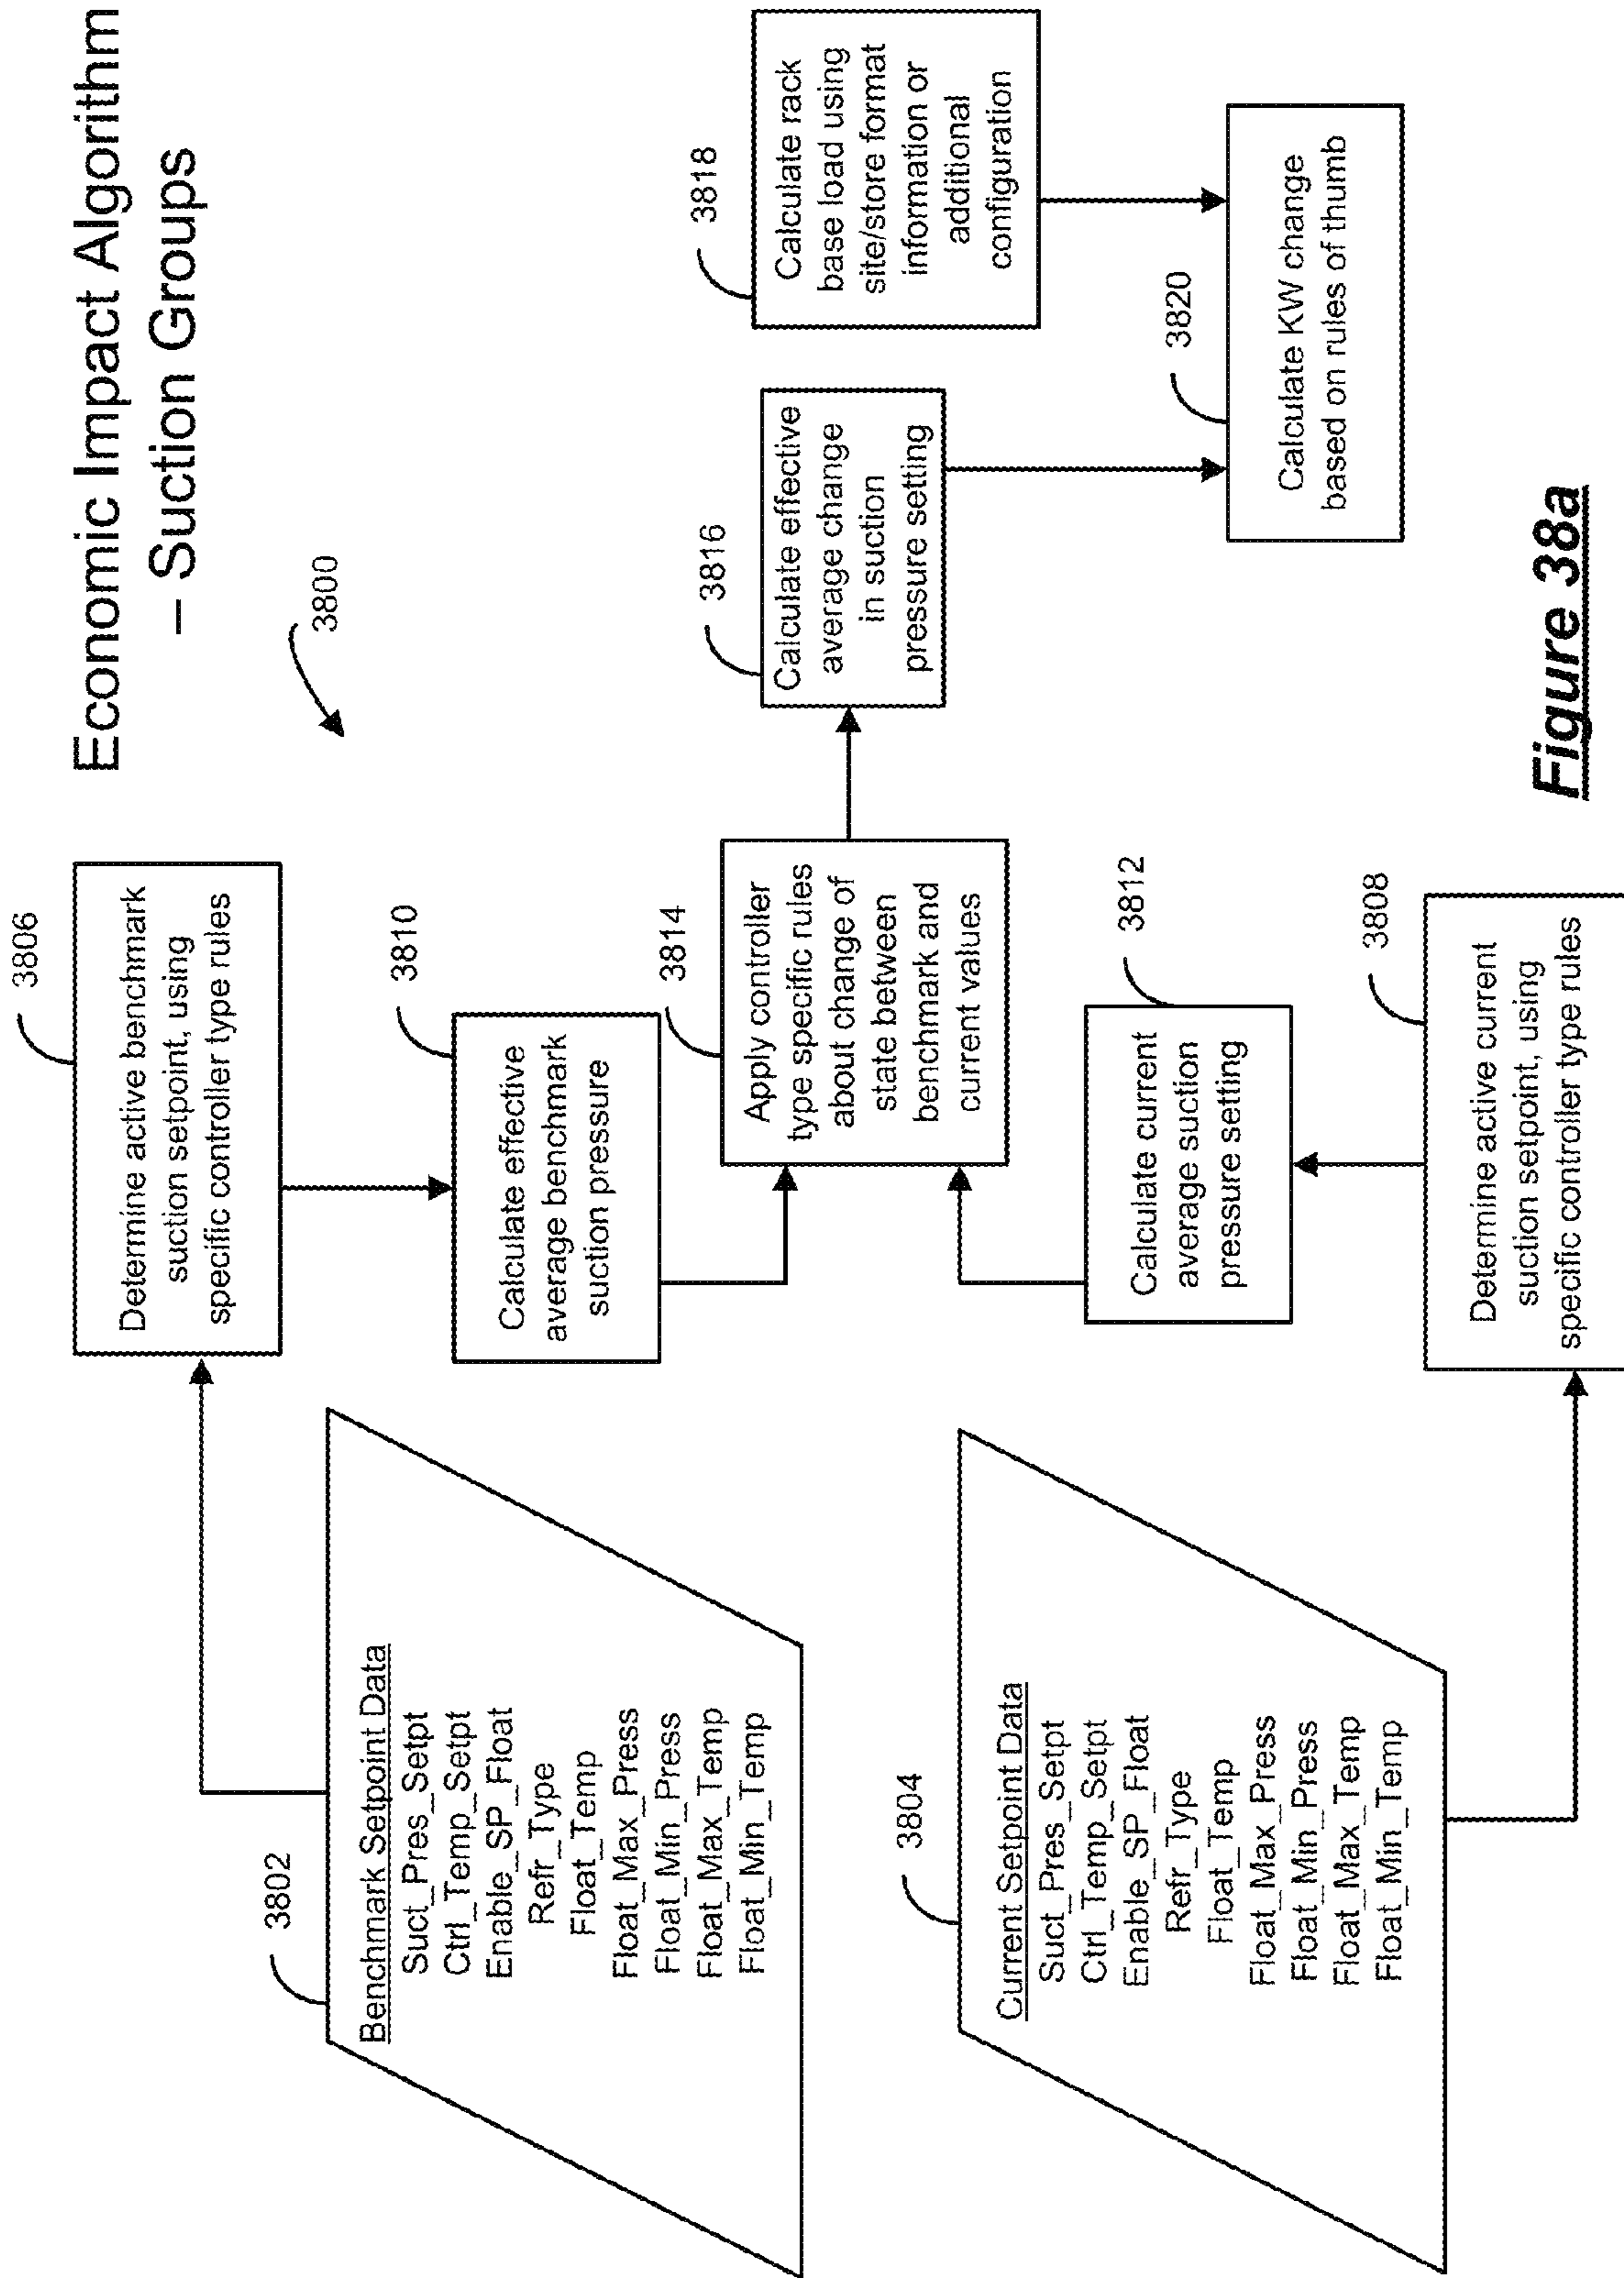 Economic Impact Algorithm
– Suction Groups
3800
3802
Benchmark Setpoint Data
Suct_Pres_Setpt
Ctrl_Temp_Setpt
Enable_SP_Float
Refr_Type
Float_Temp
Float_Max_Press
Float_Min_Press
Float_Max_Temp
Float_Min_Temp
3804
Current Setpoint Data
Suct_Pres_Setpt
Ctrl_Temp_Setpt
Enable_SP_Float
Refr_Type
Float_Temp
Float_Max_Press
Float_Min_Press
Float_Max_Temp
Float_Min_Temp
3806
Determine active benchmark
suction setpoint, using
specific controller type rules
3810
Calculate effective
average benchmark
suction pressure
3814
Apply controller
type specific rules
about change of
state between
benchmark and
current values
3812
Calculate current
average suction
pressure setting
3808
Determine active current
suction setpoint, using
specific controller type rules
3816
Calculate effective
average change
in suction
pressure setting
3818
Calculate rack
base load using
site/store format
information or
additional
configuration
3820
Calculate KW change
based on rules of thumb
Figure 38a